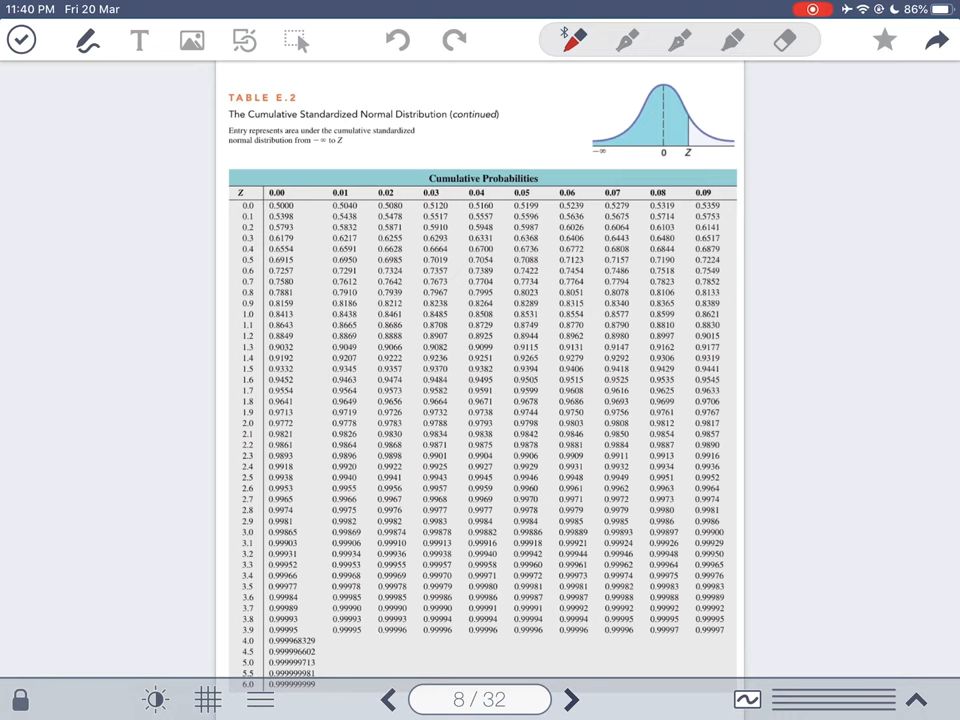 11:40 PM Fri 20 Mar 86%
T
TABLE E.2
The Cumulative Standardized Normal Distribution (continued)
Entry represents area under the cumulative standardized
normal distribution from −∞ to Z
−∞ 0 Z
Cumulative Probabilities
Z 0.00 0.01 0.02 0.03 0.04 0.05 0.06 0.07 0.08 0.09
0.0 0.5000 0.5040 0.5080 0.5120 0.5160 0.5199 0.5239 0.5279 0.5319 0.5359
0.1 0.5398 0.5438 0.5478 0.5517 0.5557 0.5596 0.5636 0.5675 0.5714 0.5753
0.2 0.5793 0.5832 0.5871 0.5910 0.5948 0.5987 0.6026 0.6064 0.6103 0.6141
0.3 0.6179 0.6217 0.6255 0.6293 0.6331 0.6368 0.6406 0.6443 0.6480 0.6517
0.4 0.6554 0.6591 0.6628 0.6664 0.6700 0.6736 0.6772 0.6808 0.6844 0.6879
0.5 0.6915 0.6950 0.6985 0.7019 0.7054 0.7088 0.7123 0.7157 0.7190 0.7224
0.6 0.7257 0.7291 0.7324 0.7357 0.7389 0.7422 0.7454 0.7486 0.7518 0.7549
0.7 0.7580 0.7612 0.7642 0.7673 0.7704 0.7734 0.7764 0.7794 0.7823 0.7852
0.8 0.7881 0.7910 0.7939 0.7967 0.7995 0.8023 0.8051 0.8078 0.8106 0.8133
0.9 0.8159 0.8186 0.8212 0.8238 0.8264 0.8289 0.8315 0.8340 0.8365 0.8389
1.0 0.8413 0.8438 0.8461 0.8485 0.8508 0.8531 0.8554 0.8577 0.8599 0.8621
1.1 0.8643 0.8665 0.8686 0.8708 0.8729 0.8749 0.8770 0.8790 0.8810 0.8830
1.2 0.8849 0.8869 0.8888 0.8907 0.8925 0.8944 0.8962 0.8980 0.8997 0.9015
1.3 0.9032 0.9049 0.9066 0.9082 0.9099 0.9115 0.9131 0.9147 0.9162 0.9177
1.4 0.9192 0.9207 0.9222 0.9236 0.9251 0.9265 0.9279 0.9292 0.9306 0.9319
1.5 0.9332 0.9345 0.9357 0.9370 0.9382 0.9394 0.9406 0.9418 0.9429 0.9441
1.6 0.9452 0.9463 0.9474 0.9484 0.9495 0.9505 0.9515 0.9525 0.9535 0.9545
1.7 0.9554 0.9564 0.9573 0.9582 0.9591 0.9599 0.9608 0.9616 0.9625 0.9633
1.8 0.9641 0.9649 0.9656 0.9664 0.9671 0.9678 0.9686 0.9693 0.9699 0.9706
1.9 0.9713 0.9719 0.9726 0.9732 0.9738 0.9744 0.9750 0.9756 0.9761 0.9767
2.0 0.9772 0.9778 0.9783 0.9788 0.9793 0.9798 0.9803 0.9808 0.9812 0.9817
2.1 0.9821 0.9826 0.9830 0.9834 0.9838 0.9842 0.9846 0.9850 0.9854 0.9857
2.2 0.9861 0.9864 0.9868 0.9871 0.9875 0.9878 0.9881 0.9884 0.9887 0.9890
2.3 0.9893 0.9896 0.9898 0.9901 0.9904 0.9906 0.9909 0.9911 0.9913 0.9916
2.4 0.9918 0.9920 0.9922 0.9925 0.9927 0.9929 0.9931 0.9932 0.9934 0.9936
2.5 0.9938 0.9940 0.9941 0.9943 0.9945 0.9946 0.9948 0.9949 0.9951 0.9952
2.6 0.9953 0.9955 0.9956 0.9957 0.9959 0.9960 0.9961 0.9962 0.9963 0.9964
2.7 0.9965 0.9966 0.9967 0.9968 0.9969 0.9970 0.9971 0.9972 0.9973 0.9974
2.8 0.9974 0.9975 0.9976 0.9977 0.9977 0.9978 0.9979 0.9979 0.9980 0.9981
2.9 0.9981 0.9982 0.9982 0.9983 0.9984 0.9984 0.9985 0.9985 0.9986 0.9986
3.0 0.99865 0.99869 0.99874 0.99878 0.99882 0.99886 0.99889 0.99893 0.99897 0.99900
3.1 0.99903 0.99906 0.99910 0.99913 0.99916 0.99918 0.99921 0.99924 0.99926 0.99929
3.2 0.99931 0.99934 0.99936 0.99938 0.99940 0.99942 0.99944 0.99946 0.99948 0.99950
3.3 0.99952 0.99953 0.99955 0.99957 0.99958 0.99960 0.99961 0.99962 0.99964 0.99965
3.4 0.99966 0.99968 0.99969 0.99970 0.99971 0.99972 0.99973 0.99974 0.99975 0.99976
3.5 0.99977 0.99978 0.99978 0.99979 0.99980 0.99981 0.99981 0.99982 0.99983 0.99983
3.6 0.99984 0.99985 0.99985 0.99986 0.99986 0.99987 0.99987 0.99988 0.99988 0.99989
3.7 0.99989 0.99990 0.99990 0.99990 0.99991 0.99991 0.99992 0.99992 0.99992 0.99992
3.8 0.99993 0.99993 0.99993 0.99994 0.99994 0.99994 0.99994 0.99995 0.99995 0.99995
3.9 0.99995 0.99995 0.99996 0.99996 0.99996 0.99996 0.99996 0.99996 0.99997 0.99997
4.0 0.999968329
4.5 0.999996602
5.0 0.999999713
5.5 0.999999981
6.0 0.999999999
8 / 32